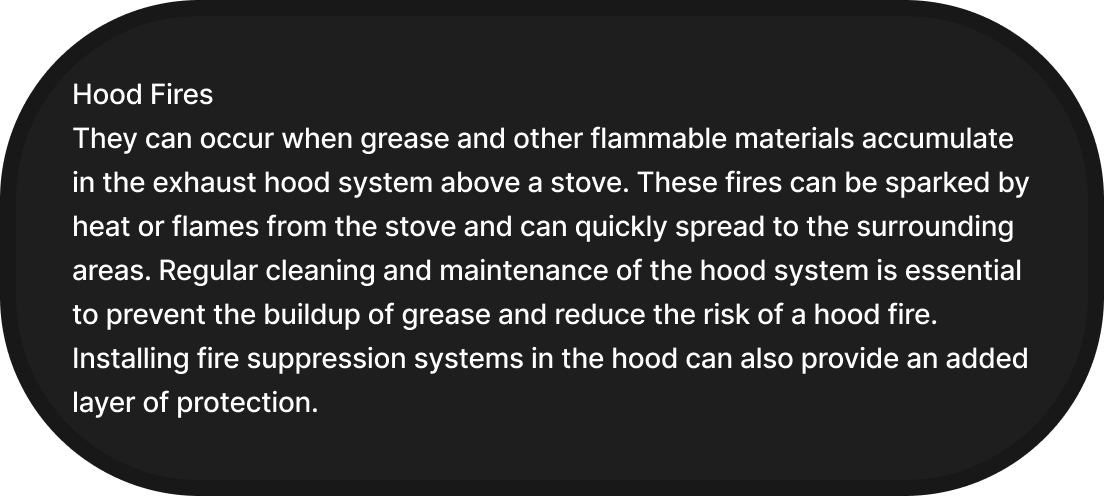 Hood Fires
They can occur when grease and other flammable materials accumulate
in the exhaust hood system above a stove. These fires can be sparked by
heat or flames from the stove and can quickly spread to the surrounding
areas. Regular cleaning and maintenance of the hood system is essential
to prevent the buildup of grease and reduce the risk of a hood fire.
Installing fire suppression systems in the hood can also provide an added
layer of protection.